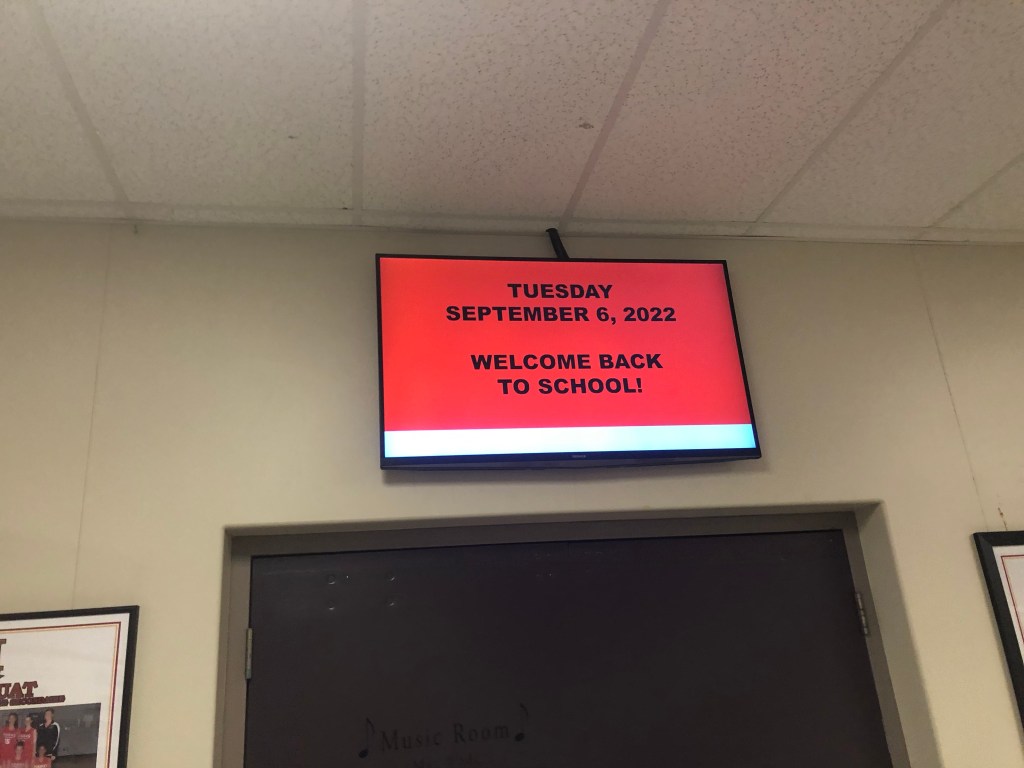 TUESDAY
SEPTEMBER 6, 2022
WELCOME BACK
TO SCHOOL!
Music Room